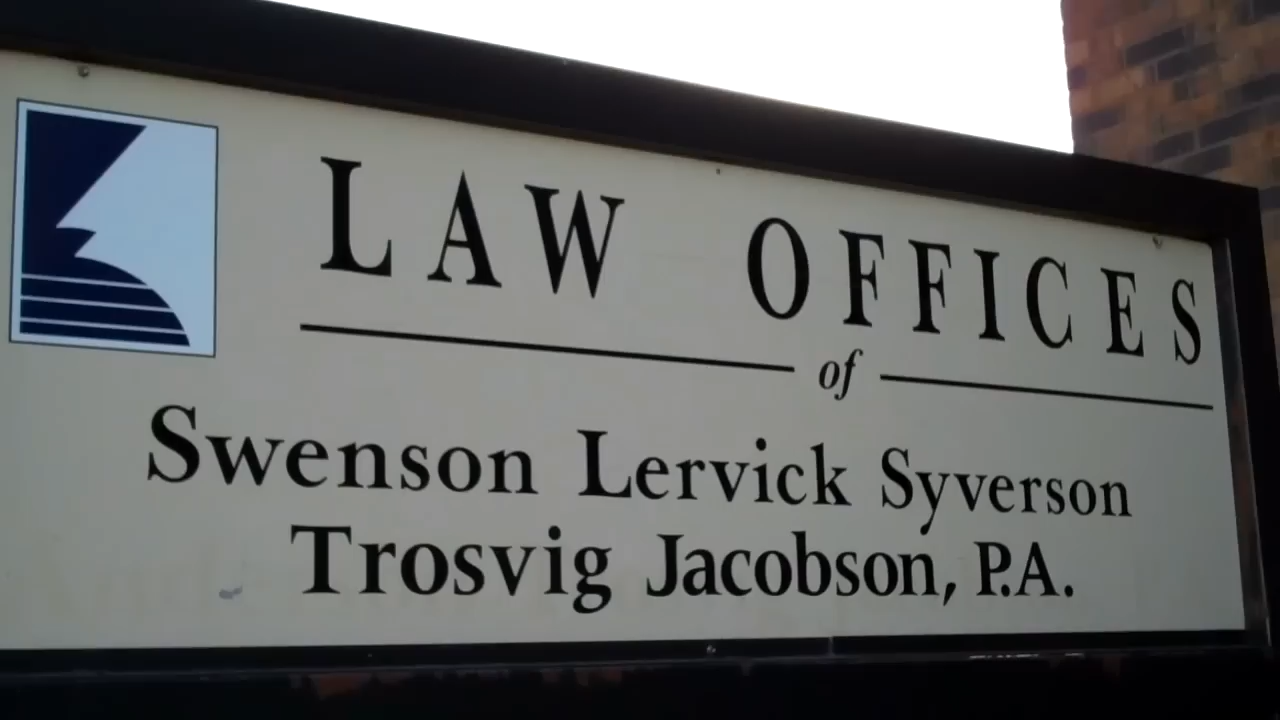 LAW OFFICES
of
Swenson Lervick Syverson
Trosvig Jacobson, P.A.